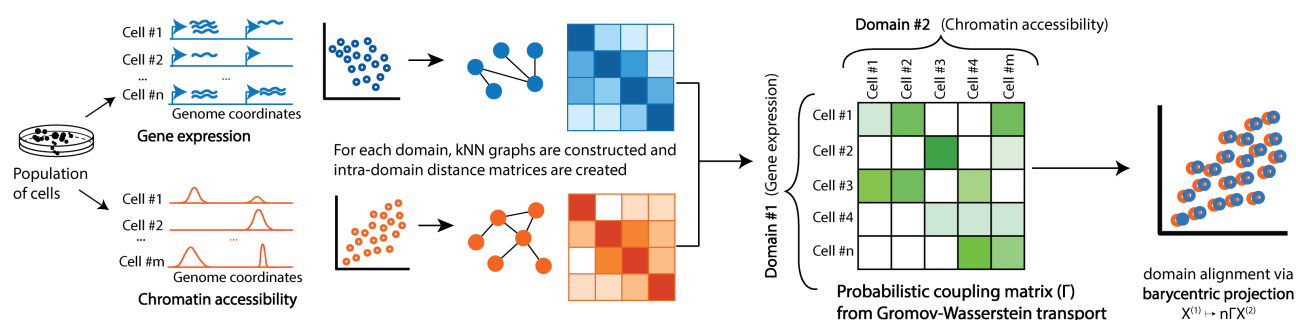 Population
of cells
Cell #1
Cell #2
...
...
Cell #n
Genome coordinates
Gene expression
Cell #1
Cell #2
...
...
Cell #m
Genome coordinates
Chromatin accessibility
For each domain, kNN graphs are constructed and
intra-domain distance matrices are created
Domain #2 (Chromatin accessibility)
Cell #1
Cell #2
Cell #3
Cell #4
Cell #m
Domain #1 (Gene expression)
Cell #1
Cell #2
Cell #3
Cell #4
Cell #n
Probabilistic coupling matrix (Γ)
from Gromov-Wasserstein transport
domain alignment via
barycentric projection
X⁽¹⁾ ↦ nΓX⁽²⁾